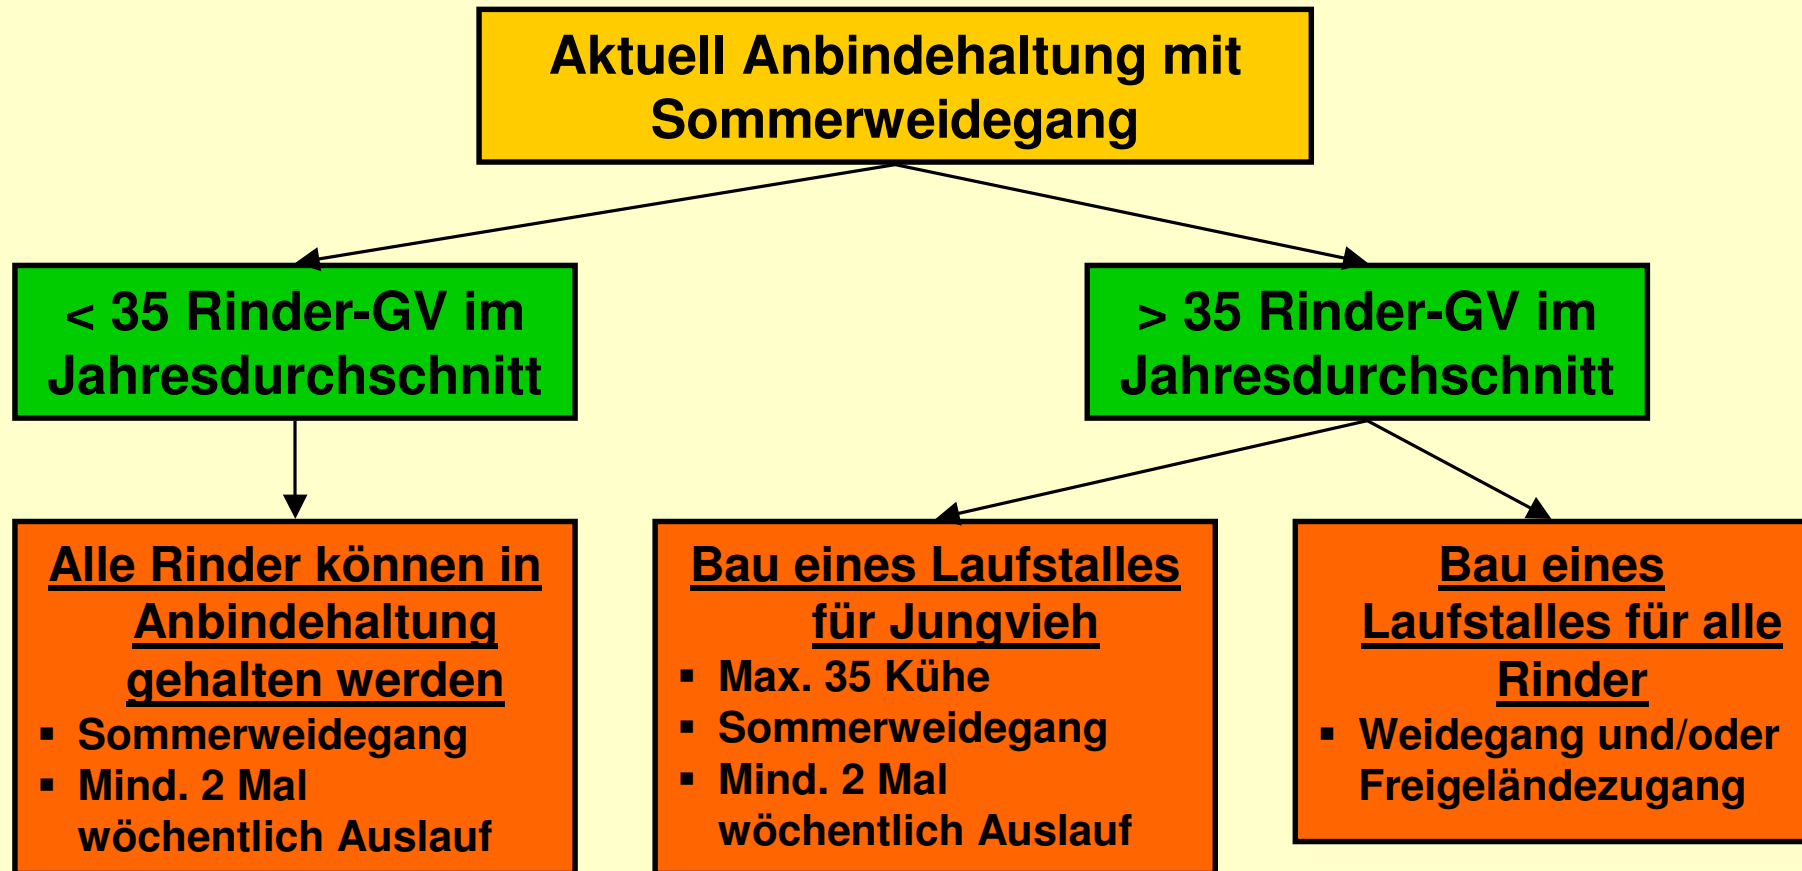 Aktuell Anbindehaltung mit
Sommerweidegang
< 35 Rinder-GV im
Jahresdurchschnitt
> 35 Rinder-GV im
Jahresdurchschnitt
Alle Rinder können in
Anbindehaltung
gehalten werden
▪ Sommerweidegang
▪ Mind. 2 Mal
wöchentlich Auslauf
Bau eines Laufstalles
für Jungvieh
▪ Max. 35 Kühe
▪ Sommerweidegang
▪ Mind. 2 Mal
wöchentlich Auslauf
Bau eines
Laufstalles für alle
Rinder
▪ Weidegang und/oder
Freigeländezugang